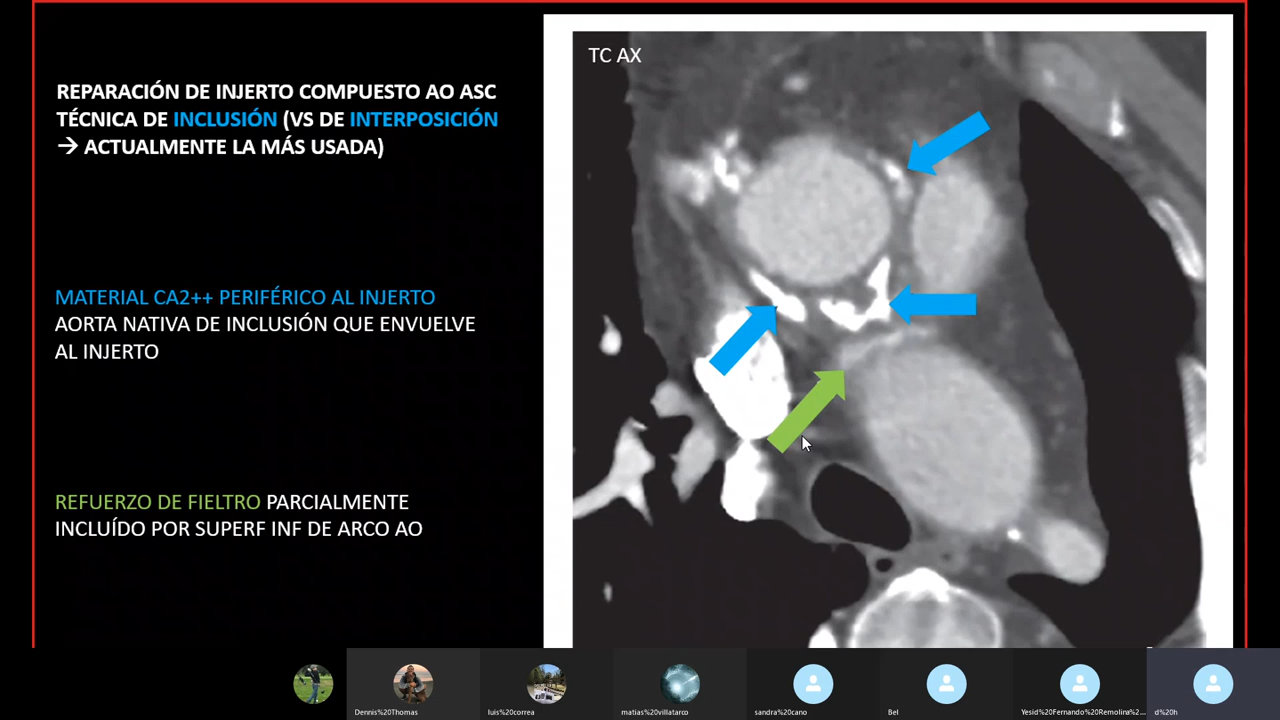 REPARACIÓN DE INJERTO COMPUESTO AO ASC
TÉCNICA DE INCLUSIÓN (VS DE INTERPOSICIÓN
→ ACTUALMENTE LA MÁS USADA)
MATERIAL CA2++ PERIFÉRICO AL INJERTO
AORTA NATIVA DE INCLUSIÓN QUE ENVUELVE
AL INJERTO
REFUERZO DE FIELTRO PARCIALMENTE
INCLUÍDO POR SUPERF INF DE ARCO AO
TC AX
Dennis%20Thomas
luis%20correa
matias%20villatarco
sandra%20cano
Bel
Yesid%20Fernando%20Remolina%2...
d%20h